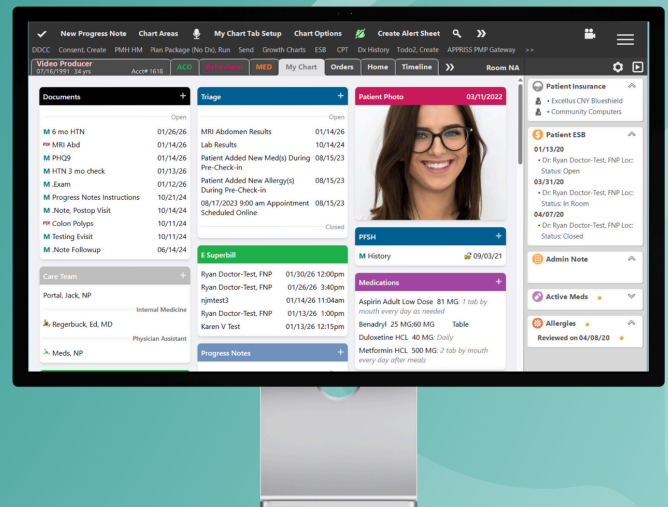 New Progress Note Chart Areas My Chart Tab Setup Chart Options Create Alert Sheet
DDCC Consent, Create PMH HM Plan Package (No Dx), Run Send Growth Charts ESB CPT Dx History Todo2, Create APPRISS PMP Gateway >>
Video Producer
07/16/1991 34 yrs Acct# 1618
ACO Behavioral MED My Chart Orders Home Timeline Room NA
Documents +
Open
M 6 mo HTN 01/26/26
PDF MRI Abd 01/14/26
M PHQ9 01/14/26
M HTN 3 mo check 01/13/26
M .Exam 01/12/26
M Progress Notes Instructions 10/21/24
M .Note, Postop Visit 10/14/24
PDF Colon Polyps 10/11/24
M Testing Evisit 10/11/24
M .Note Followup 06/14/24
Care Team +
Portal, Jack, NP
Internal Medicine
Regerbuck, Ed, MD
Physician Assistant
Meds, NP
Triage +
Open
MRI Abdomen Results 01/14/26
Lab Results 10/14/24
Patient Added New Med(s) During 08/15/23
Pre-Check-in
Patient Added New Allergy(s) 08/15/23
During Pre-Check-in
08/17/2023 9:00 am Appointment 08/15/23
Scheduled Online
Closed
E Superbill
Ryan Doctor-Test, FNP 01/30/26 12:00pm
Ryan Doctor-Test, FNP 01/26/26 3:40pm
njmtest3 01/14/26 11:04am
Ryan Doctor-Test, FNP 01/13/26 1:00pm
Karen V Test 01/13/26 12:15pm
Progress Notes +
Patient Photo 03/11/2022
PFSH +
M History 09/03/21
Medications +
Aspirin Adult Low Dose 81 MG: 1 tab by
mouth every day as needed
Benadryl 25 MG;60 MG Table
Duloxetine HCL 40 MG: Daily
Metformin HCL 500 MG: 2 tab by mouth
every day after meals
Patient Insurance
• Excellus CNY Blueshield
• Community Computers
Patient ESB
01/13/20
• Dr: Ryan Doctor-Test, FNP Loc:
Status: Open
03/31/20
• Dr: Ryan Doctor-Test, FNP Loc:
Status: In Room
04/07/20
• Dr: Ryan Doctor-Test, FNP Loc:
Status: Closed
Admin Note
Active Meds
Allergies
Reviewed on 04/08/20